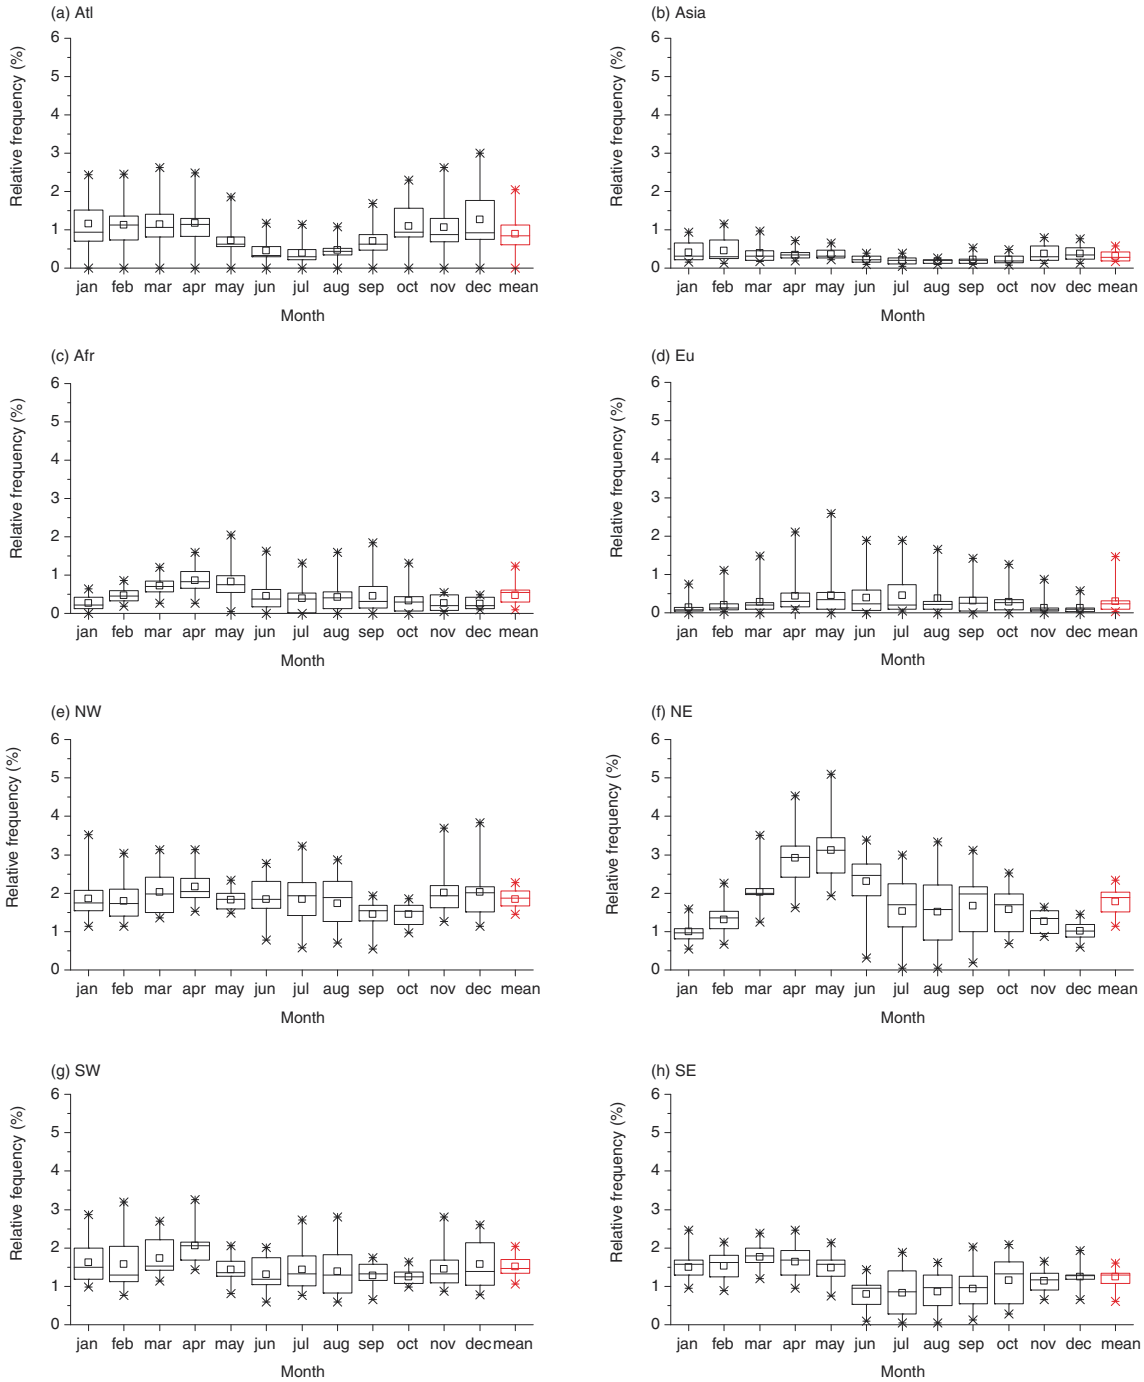 (a) Atl
Relative frequency (%)
6
5
4
3
2
1
0
jan feb mar apr may jun jul aug sep oct nov dec mean
Month
(b) Asia
Relative frequency (%)
6
5
4
3
2
1
0
jan feb mar apr may jun jul aug sep oct nov dec mean
Month
(c) Afr
Relative frequency (%)
6
5
4
3
2
1
0
jan feb mar apr may jun jul aug sep oct nov dec mean
Month
(d) Eu
Relative frequency (%)
6
5
4
3
2
1
0
jan feb mar apr may jun jul aug sep oct nov dec mean
Month
(e) NW
Relative frequency (%)
6
5
4
3
2
1
0
jan feb mar apr may jun jul aug sep oct nov dec mean
Month
(f) NE
Relative frequency (%)
6
5
4
3
2
1
0
jan feb mar apr may jun jul aug sep oct nov dec mean
Month
(g) SW
Relative fequency (%)
6
5
4
3
2
1
0
jan feb mar apr may jun jul aug sep oct nov dec mean
Month
(h) SE
Relative frequency (%)
6
5
4
3
2
1
0
jan feb mar apr may jun jul aug sep oct nov dec mean
Month